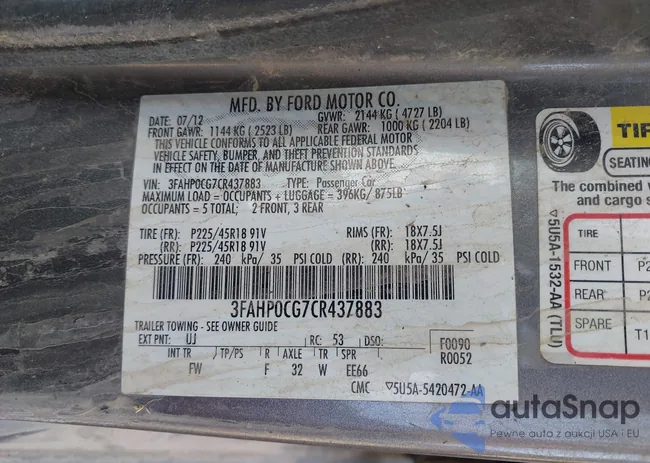 MFD. BY FORD MOTOR CO.
DATE: 07/12 GVWR: 2144 KG ( 4727 LB)
FRONT GAWR: 1144 KG ( 2523 LB) REAR GAWR: 1000 KG ( 2204 LB)
THIS VEHICLE CONFORMS TO ALL APPLICABLE FEDERAL MOTOR
VEHICLE SAFETY, BUMPER, AND THEFT PREVENTION STANDARDS
IN EFFECT ON THE DATE OF MANUFACTURE SHOWN ABOVE.
VIN: 3FAHP0CG7CR437883 TYPE: Passenger Car
MAXIMUM LOAD = OCCUPANTS + LUGGAGE = 396KG/ 875LB
OCCUPANTS = 5 TOTAL; 2 FRONT, 3 REAR
TIRE (FR): P225/45R18 91V RIMS (FR): 18X7.5J
(RR): P225/45R18 91V (RR): 18X7.5J
PRESSURE (FR): 240 kPa/ 35 PSI COLD (RR): 240 kPa/ 35 PSI COLD
3FAHP0CG7CR437883
TRAILER TOWING - SEE OWNER GUIDE
EXT PNT: UJ RC: 53 DSO: F0090
R0052
INT TR TP/PS R AXLE TR SPR
FW F 32 W EE66
CMC ▽5U5A-5420472-AA
▽5U5A-1532-AA (TLU)
TIR
SEATING
The combined
and cargo s
TIRE
FRONT P2
REAR P2
SPARE T1
autaSnap
Pewne auto z aukcji USA i EU